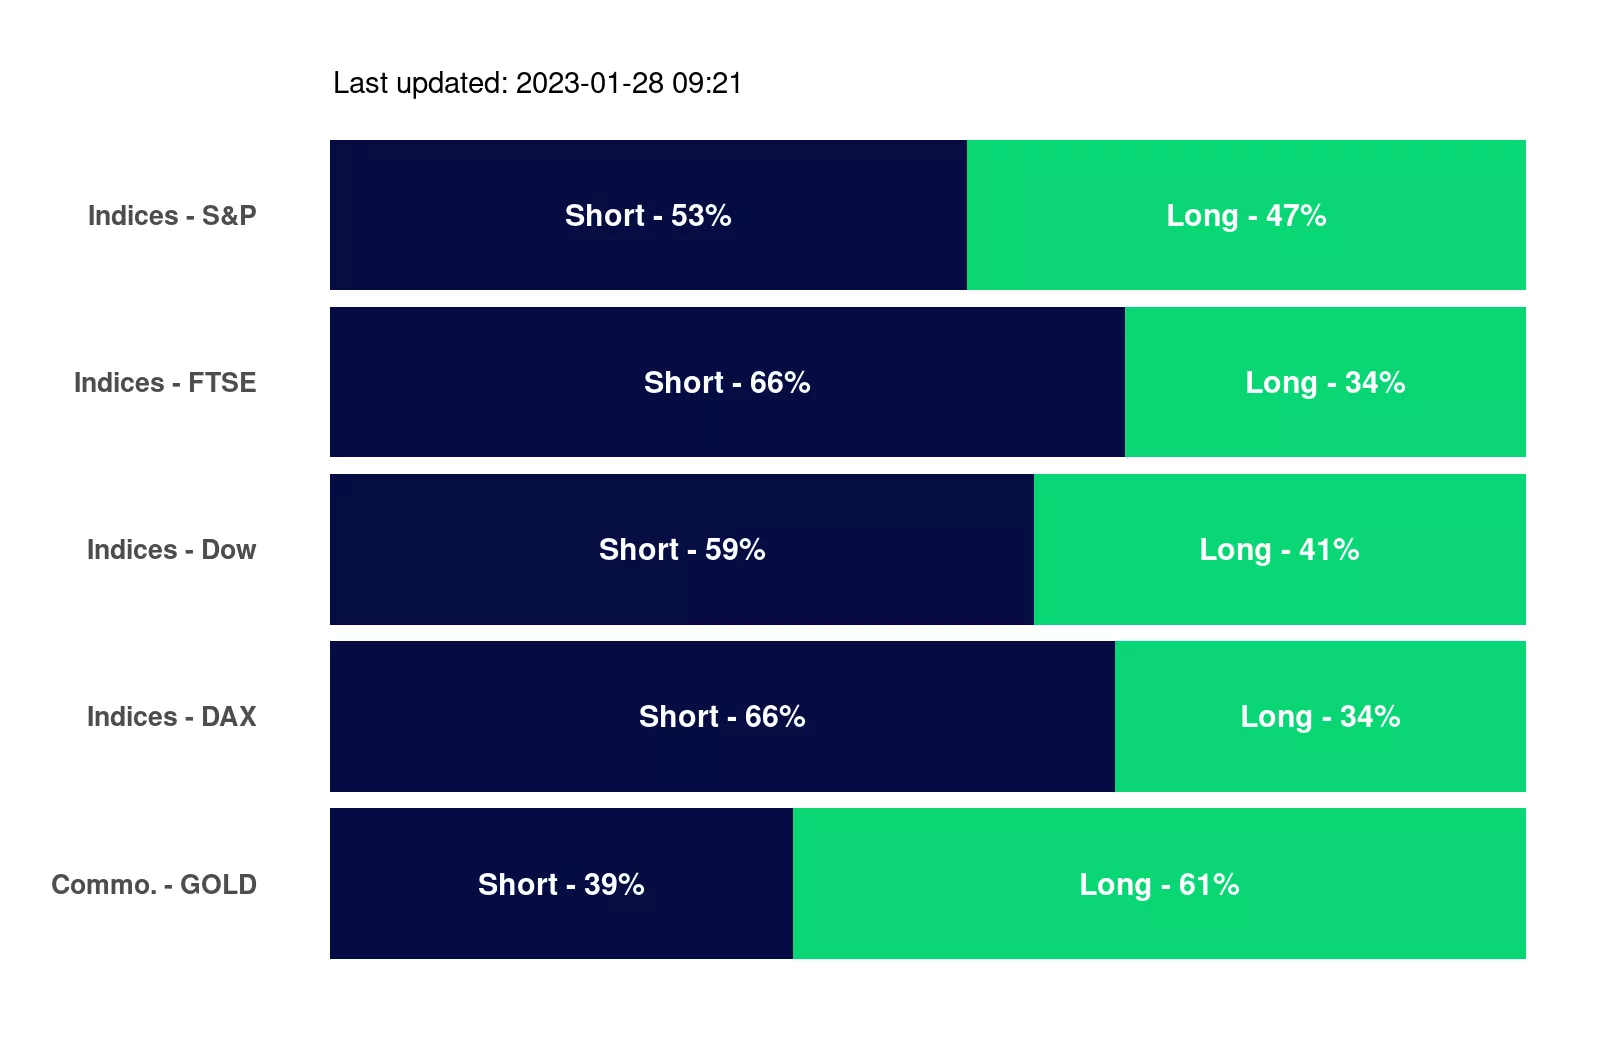 Last updated: 2023-01-28 09:21
Indices - S&P Short - 53% Long - 47%
Indices - FTSE Short - 66% Long - 34%
Indices - Dow Short - 59% Long - 41%
Indices - DAX Short - 66% Long - 34%
Commo. - GOLD Short - 39% Long - 61%